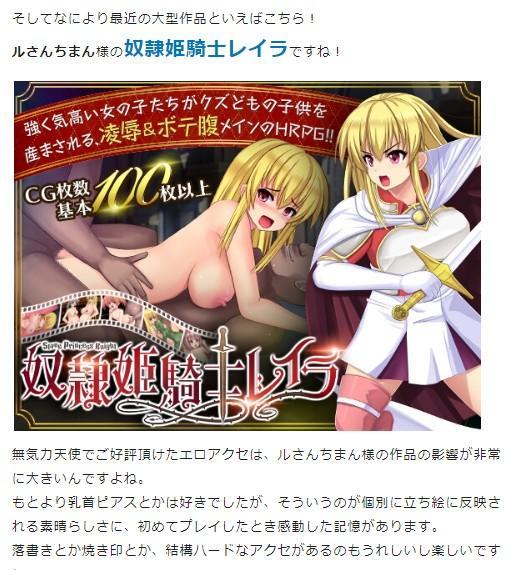 そしてなにより最近の大型作品といえばこちら！
ルさんちまん様の奴隷姫騎士レイラですね！
強く気高い女の子たちがクズどもの子供を
産まされる、凌辱＆ボテ腹メインのHRPG!!
CG枚数
基本100枚以上
Slave Princess Knight
奴隷姫騎士レイラ
無気力天使でご好評頂けたエロアクセは、ルさんちまん様の作品の影響が非常
に大きいんですよね。
もとより乳首ピアスとかは好きでしたが、そういうのが個別に立ち絵に反映さ
れる素晴らしさに、初めてプレイしたとき感動した記憶があります。
落書きとか焼き印とか、結構ハードなアクセがあるのもうれしいし楽しいです